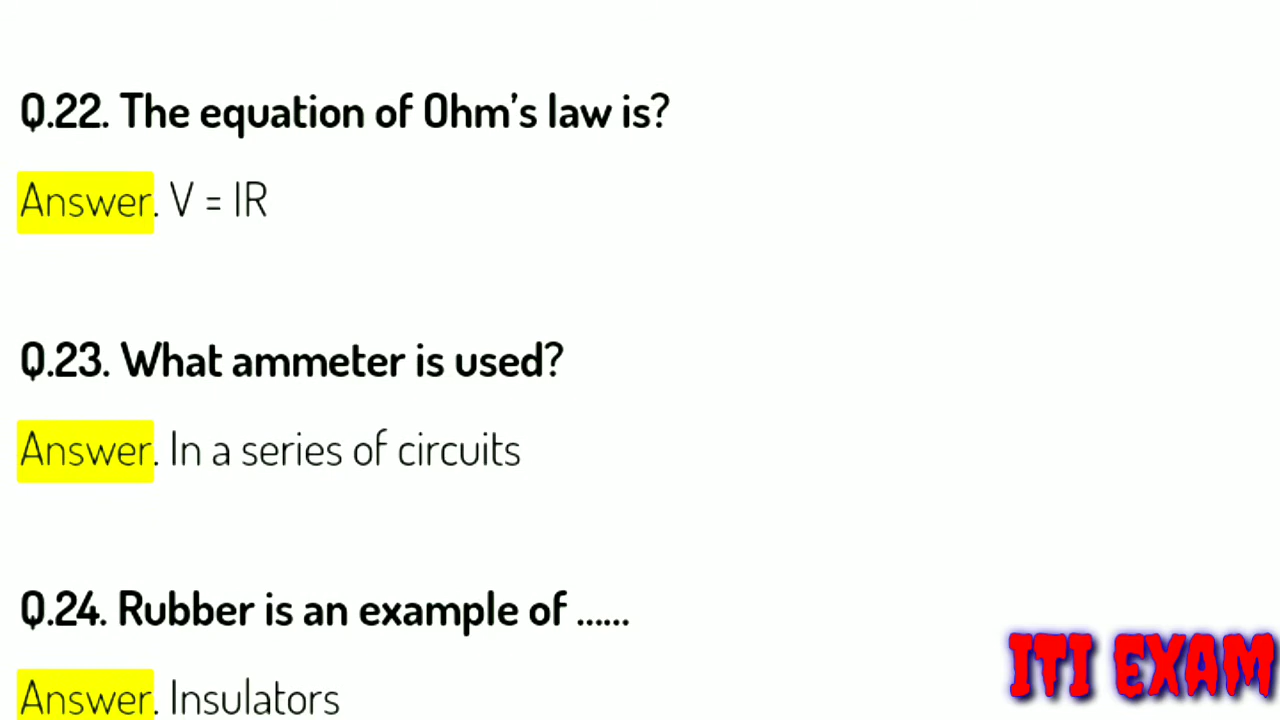 Q.22. The equation of Ohm's law is?
Answer. V = IR
Q.23. What ammeter is used?
Answer. In a series of circuits
Q.24. Rubber is an example of ......
Answer. Insulators
ITI EXAM